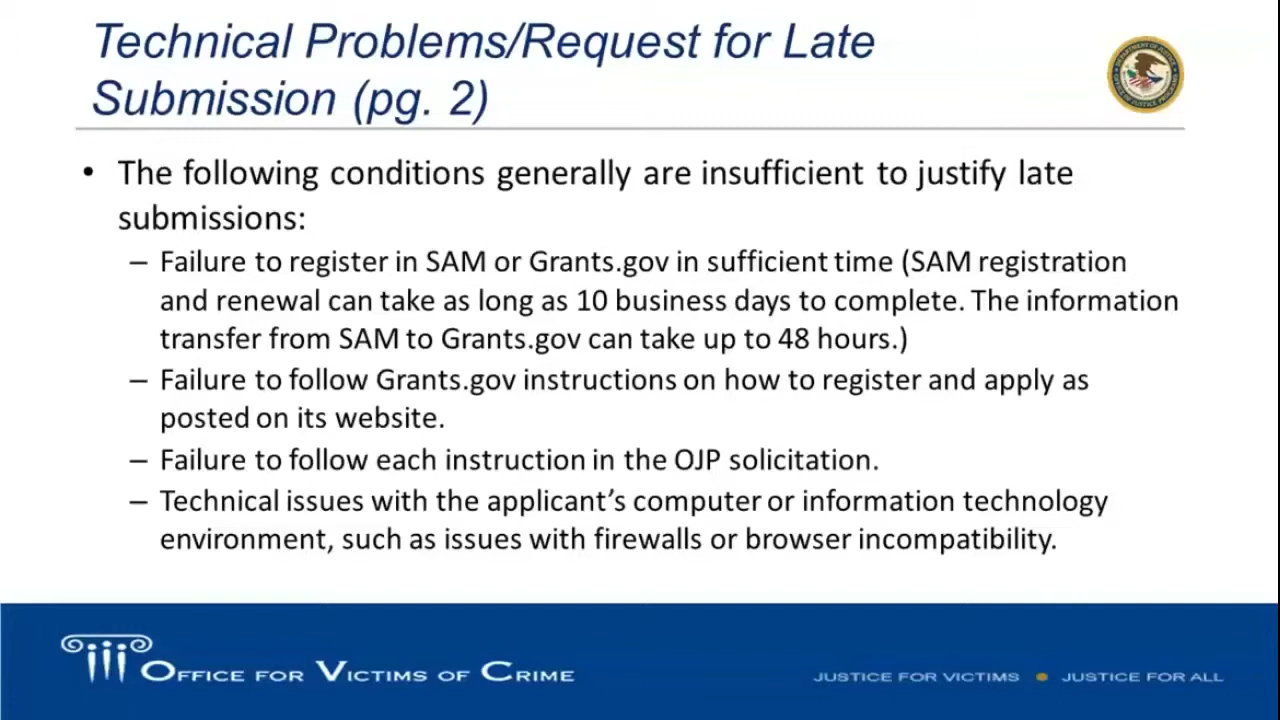 Technical Problems/Request for Late
Submission (pg. 2)
• The following conditions generally are insufficient to justify late
submissions:
– Failure to register in SAM or Grants.gov in sufficient time (SAM registration
and renewal can take as long as 10 business days to complete. The information
transfer from SAM to Grants.gov can take up to 48 hours.)
– Failure to follow Grants.gov instructions on how to register and apply as
posted on its website.
– Failure to follow each instruction in the OJP solicitation.
– Technical issues with the applicant’s computer or information technology
environment, such as issues with firewalls or browser incompatibility.
OFFICE FOR VICTIMS OF CRIME
JUSTICE FOR VICTIMS • JUSTICE FOR ALL